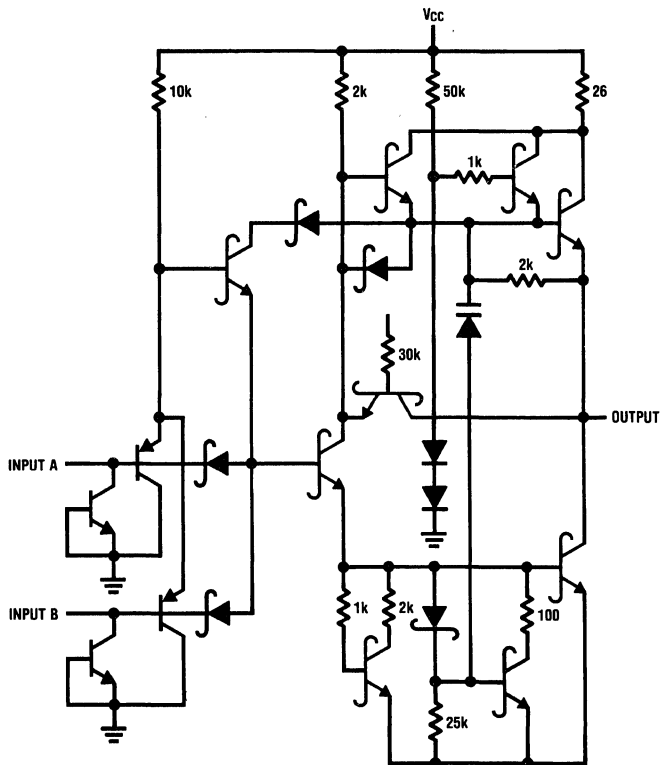 VCC
10k
2k
50k
26
1k
2k
30k
OUTPUT
INPUT A
INPUT B
1k
2k
100
25k